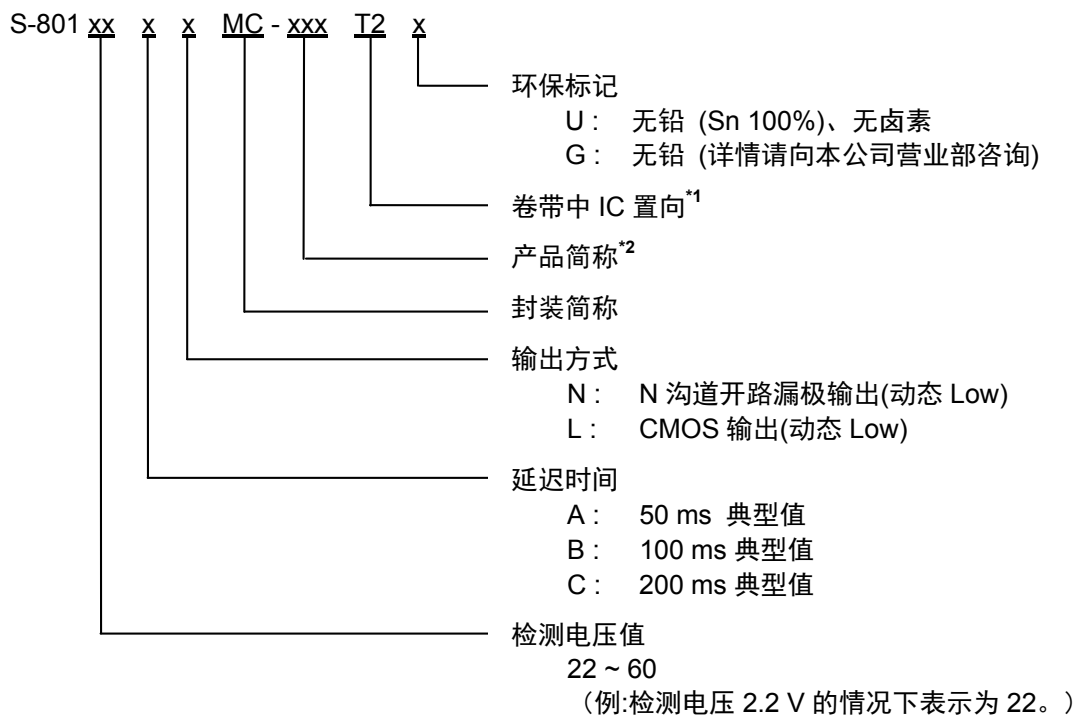 S-801 xx x x MC - xxx T2 x
环保标记
U : 无铅 (Sn 100%)、无卤素
G : 无铅 (详情请向本公司营业部咨询)
卷带中 IC 置向*1
产品简称*2
封装简称
输出方式
N : N 沟道开路漏极输出(动态 Low)
L : CMOS 输出(动态 Low)
延迟时间
A : 50 ms 典型值
B : 100 ms 典型值
C : 200 ms 典型值
检测电压值
22 ~ 60
（例:检测电压 2.2 V 的情况下表示为 22。）